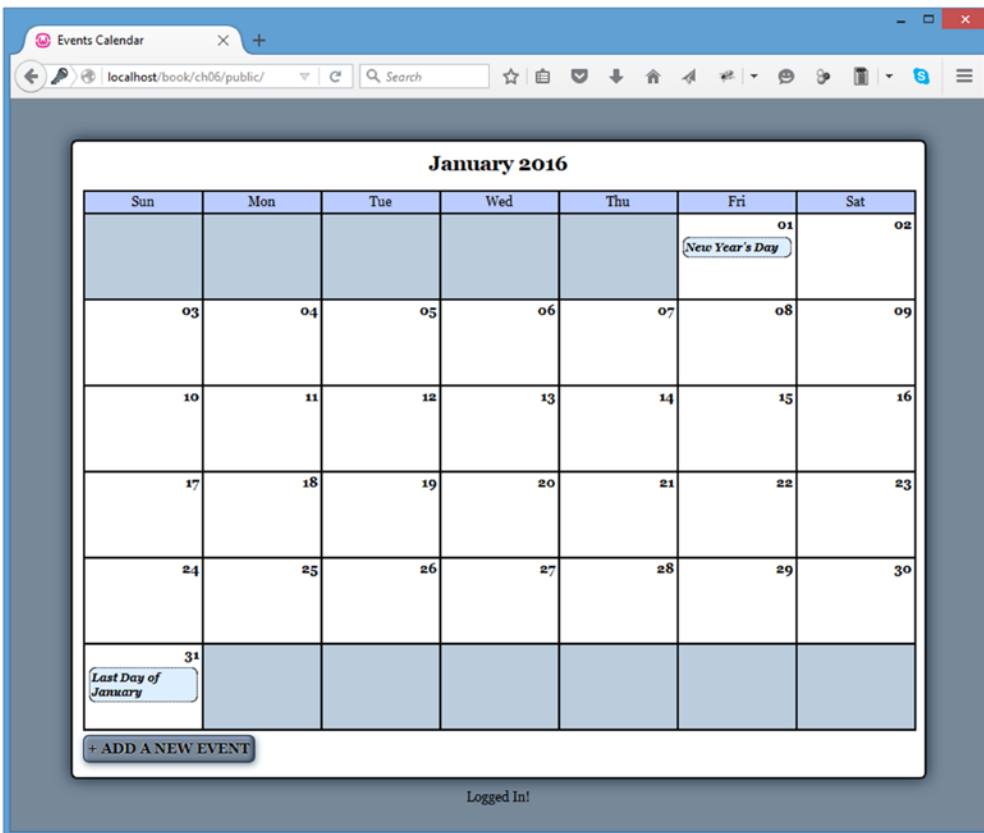 Events Calendar
localhost/book/ch06/public/ Search
January 2016
Sun Mon Tue Wed Thu Fri Sat
01 02
New Year's Day
03 04 05 06 07 08 09
10 11 12 13 14 15 16
17 18 19 20 21 22 23
24 25 26 27 28 29 30
31
Last Day of
January
+ ADD A NEW EVENT
Logged In!